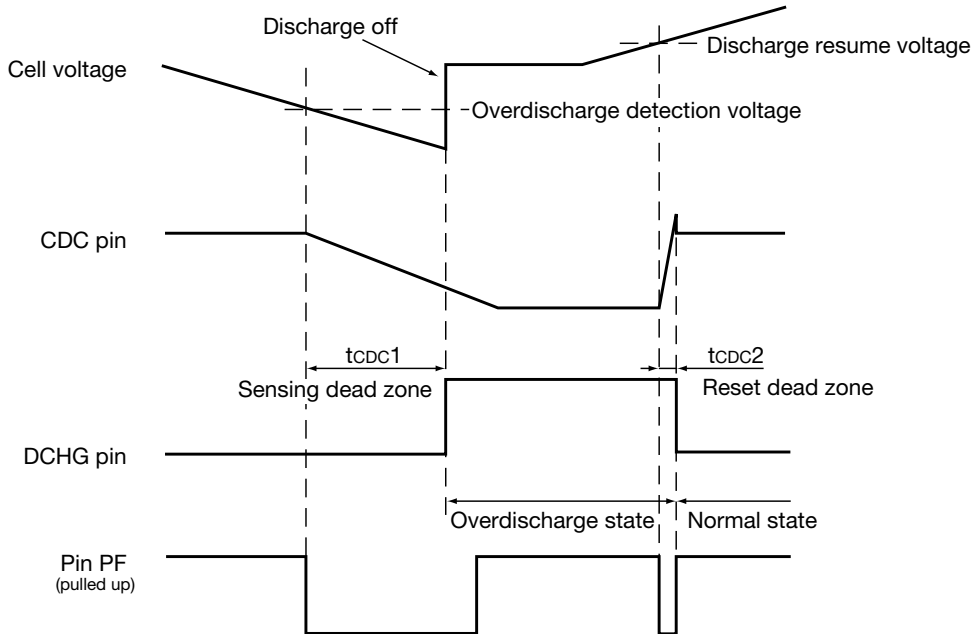 Discharge off
Discharge resume voltage
Cell voltage
Overdischarge detection voltage
CDC pin
tCDC1
tCDC2
Sensing dead zone
Reset dead zone
DCHG pin
Overdischarge state
Normal state
Pin PF
(pulled up)